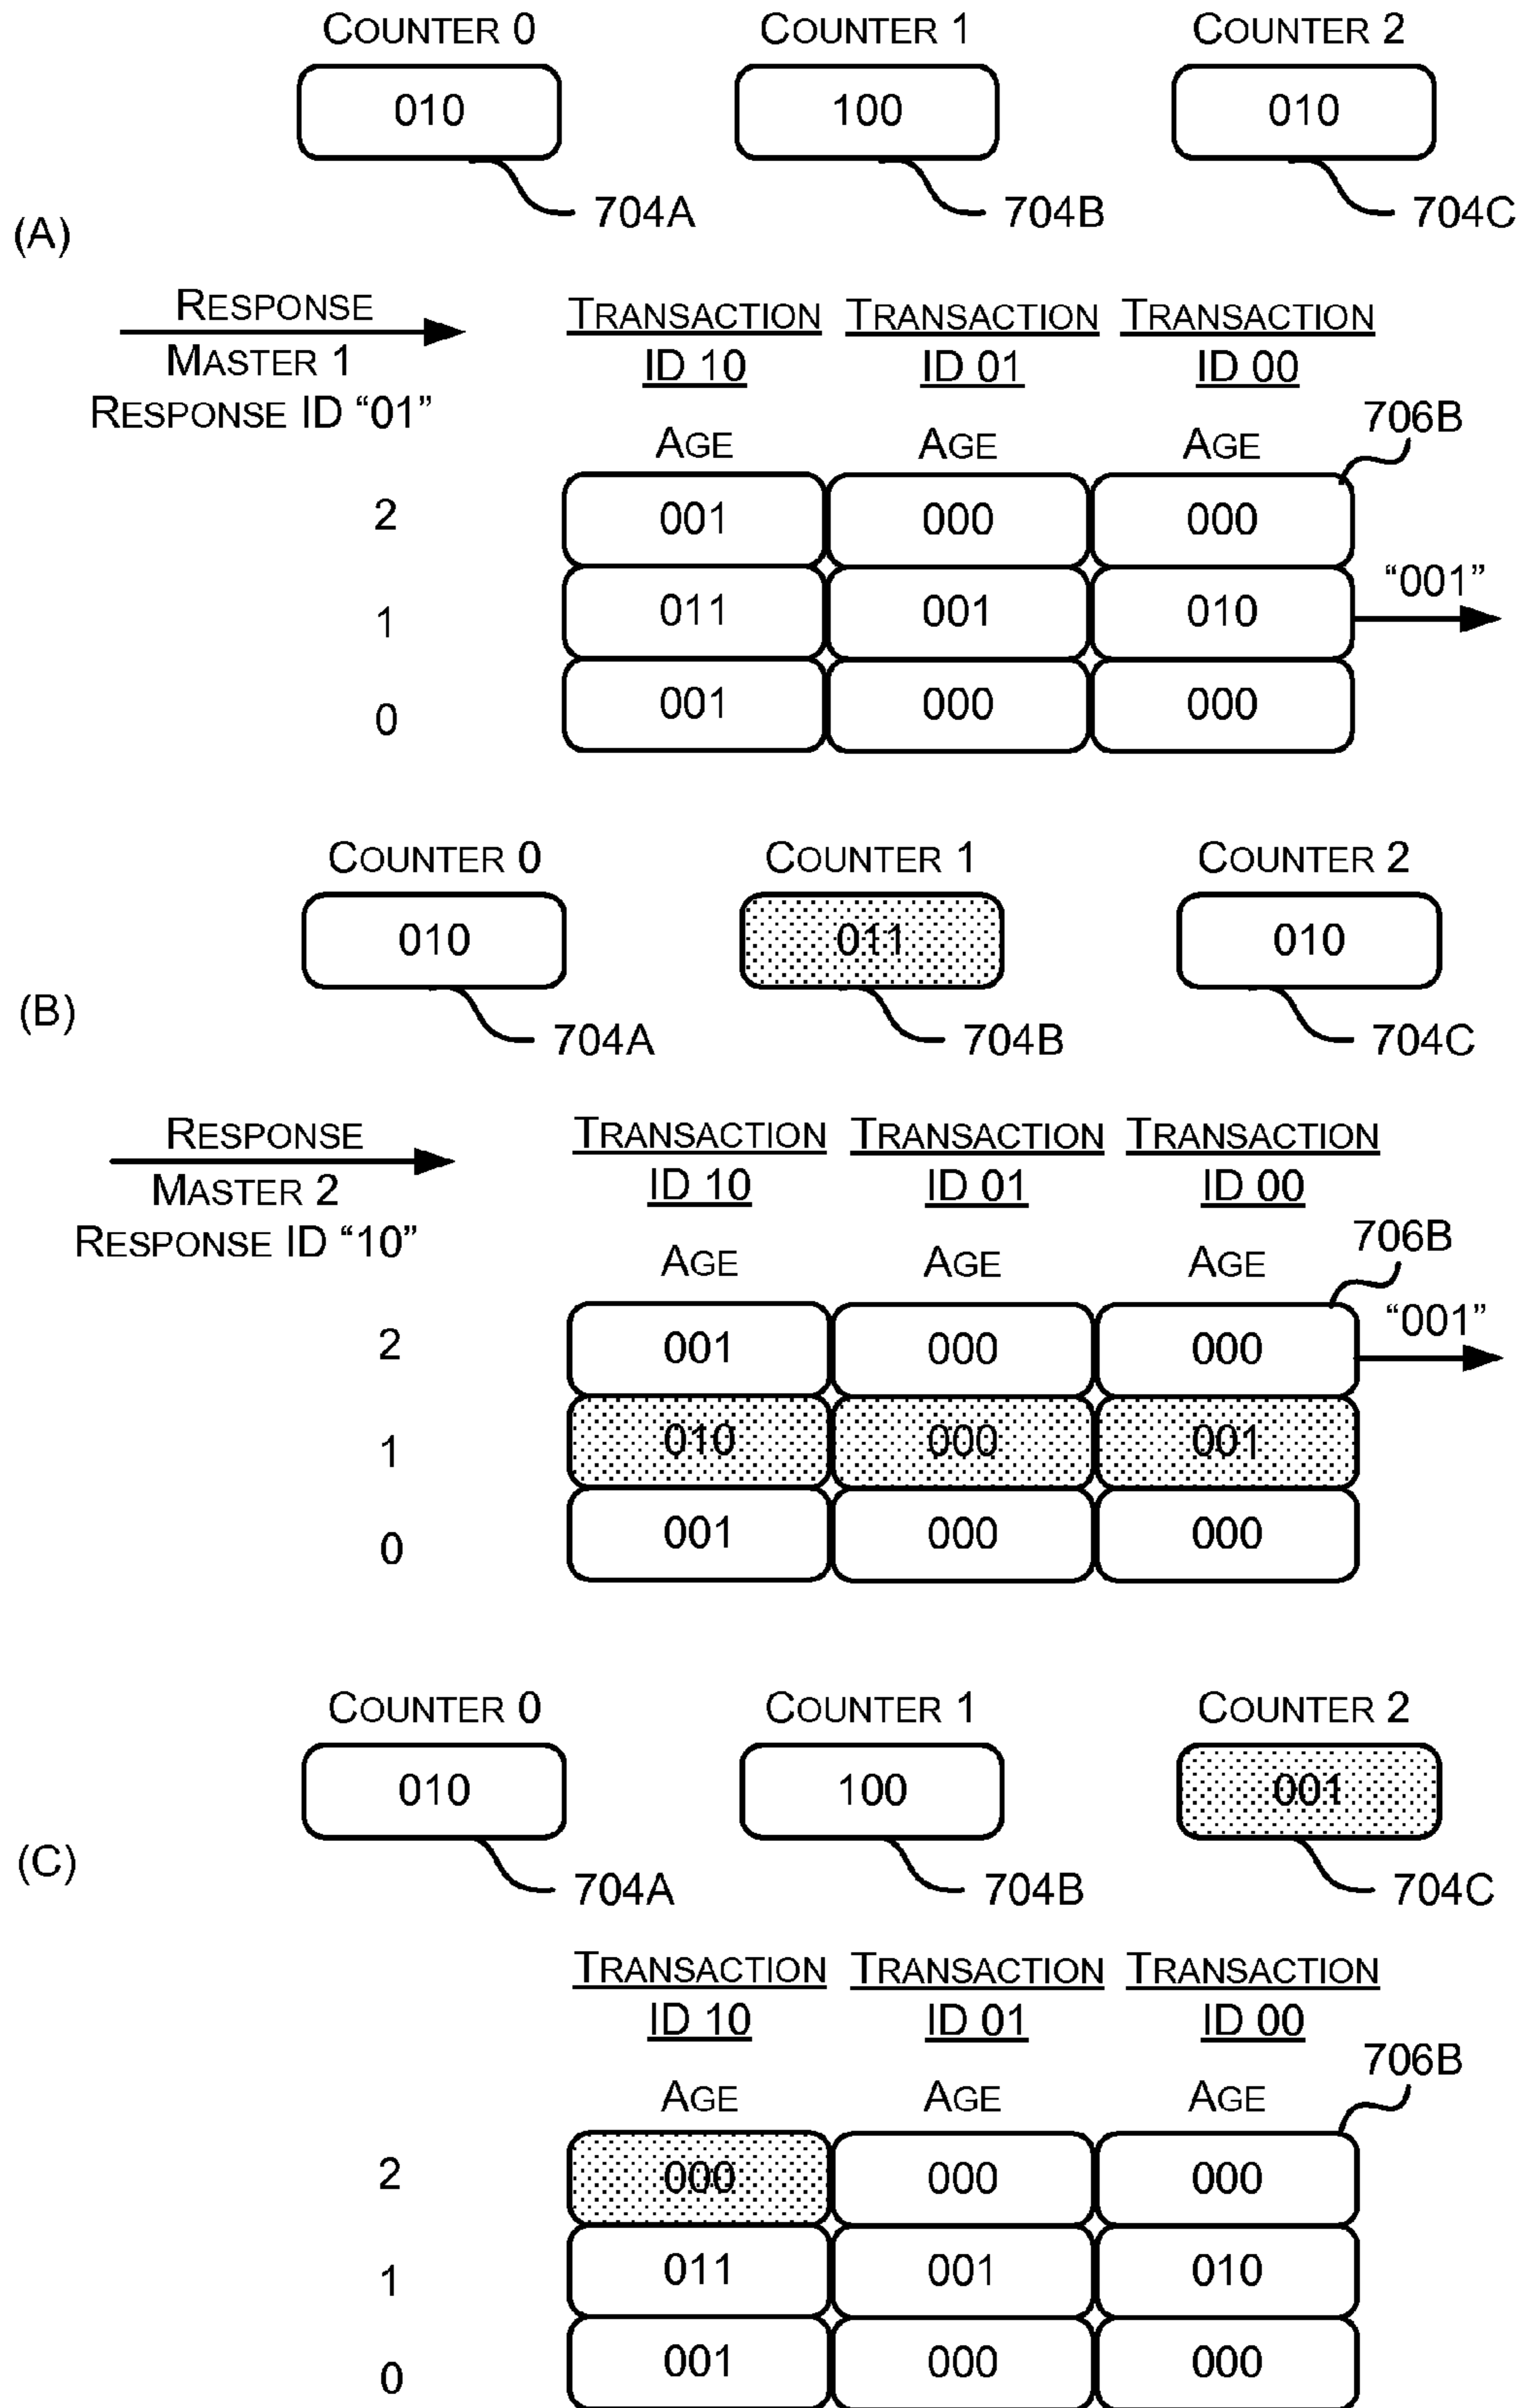 COUNTER 0 COUNTER 1 COUNTER 2
010 100 010
704A 704B 704C
(A)
RESPONSE
MASTER 1
RESPONSE ID “01”
TRANSACTION TRANSACTION TRANSACTION
ID 10 ID 01 ID 00
706B
AGE AGE AGE
2 001 000 000
“001”
1 011 001 010
0 001 000 000
COUNTER 0 COUNTER 1 COUNTER 2
010 011 010
(B)
704A 704B 704C
RESPONSE
MASTER 2
RESPONSE ID “10”
TRANSACTION TRANSACTION TRANSACTION
ID 10 ID 01 ID 00
706B
AGE AGE AGE
“001”
2 001 000 000
1 010 000 001
0 001 000 000
COUNTER 0 COUNTER 1 COUNTER 2
010 100 001
(C)
704A 704B 704C
TRANSACTION TRANSACTION TRANSACTION
ID 10 ID 01 ID 00
706B
AGE AGE AGE
2 000 000 000
1 011 001 010
0 001 000 000